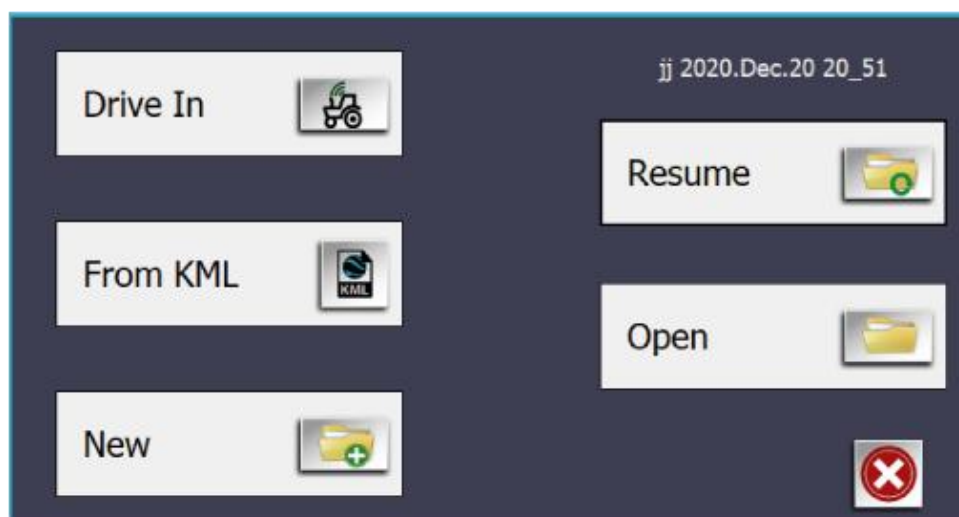 Drive In
From KML
KML
New
jj 2020.Dec.20 20_51
Resume
Open